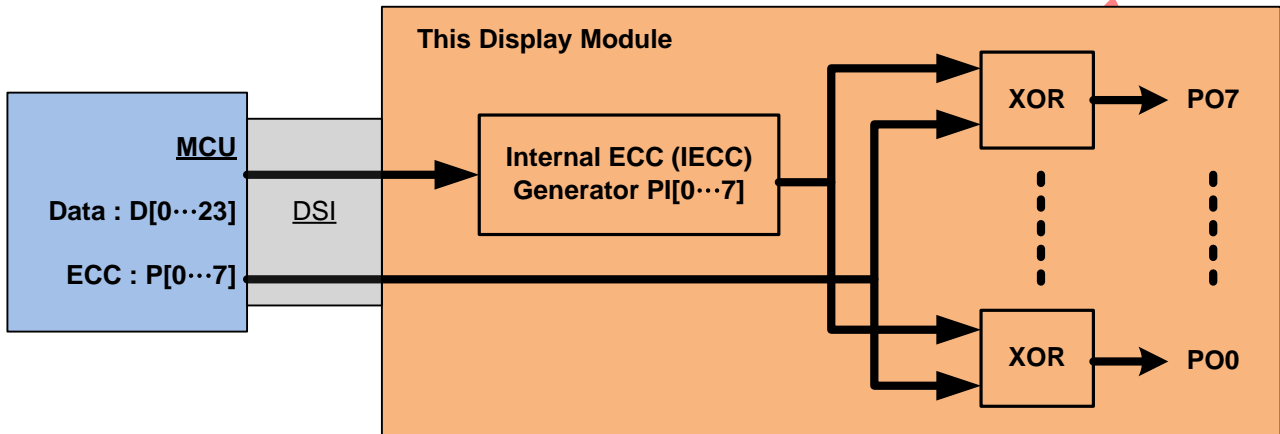 This Display Module
MCU
Data : D[0···23]
ECC : P[0···7]
DSI
Internal ECC (IECC)
Generator PI[0···7]
XOR
PO7
XOR
PO0